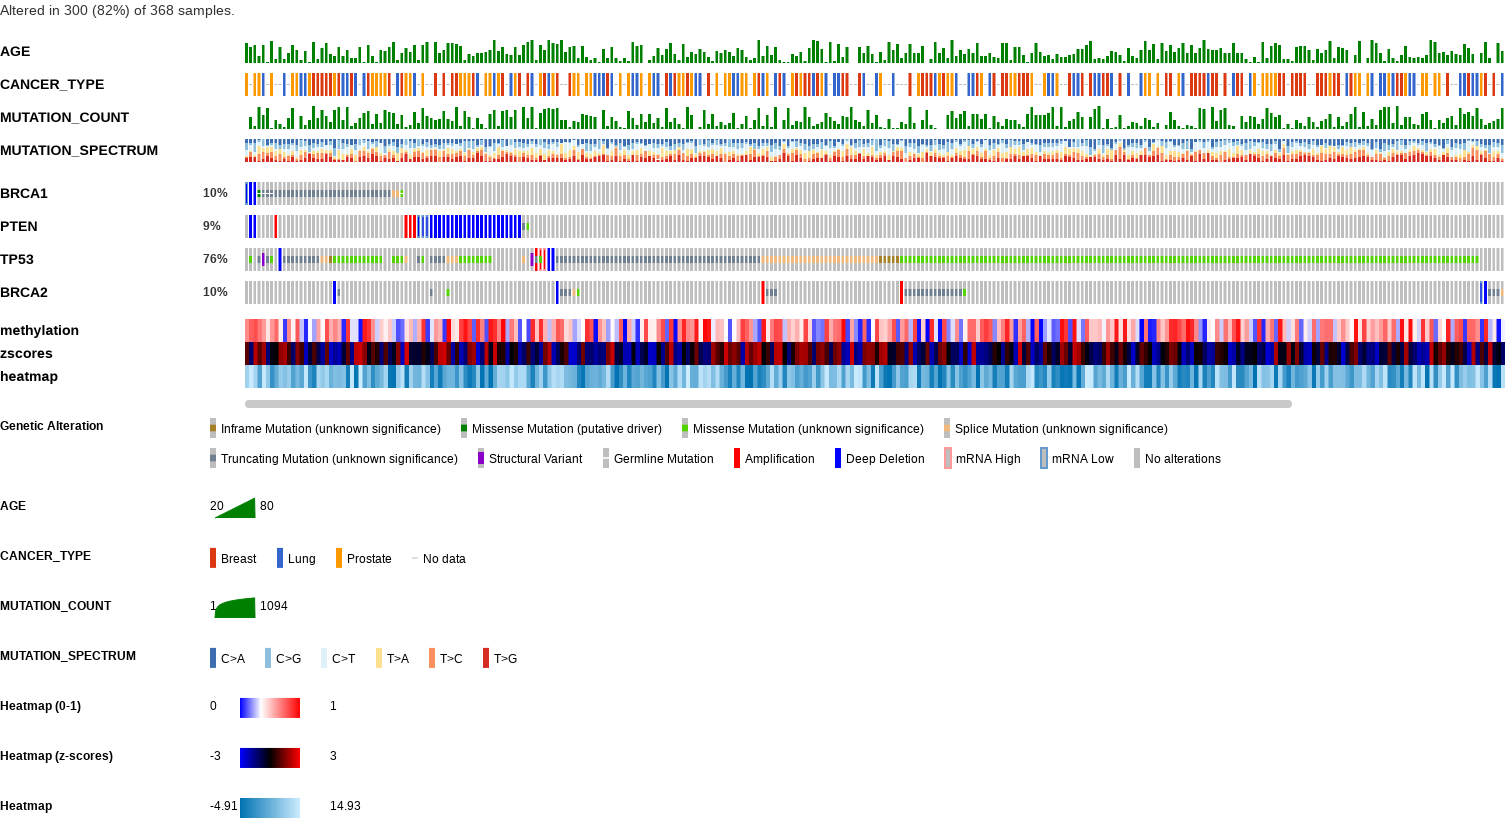 Altered in 300 (82%) of 368 samples.
AGE
CANCER_TYPE
MUTATION_COUNT
MUTATION_SPECTRUM
BRCA1 10%
PTEN 9%
TP53 76%
BRCA2 10%
methylation
zscores
heatmap
Genetic Alteration Inframe Mutation (unknown significance) Missense Mutation (putative driver) Missense Mutation (unknown significance) Splice Mutation (unknown significance)
Truncating Mutation (unknown significance) Structural Variant Germline Mutation Amplification Deep Deletion mRNA High mRNA Low No alterations
AGE 20 80
CANCER_TYPE Breast Lung Prostate No data
MUTATION_COUNT 1 1094
MUTATION_SPECTRUM C>A C>G C>T T>A T>C T>G
Heatmap (0-1) 0 1
Heatmap (z-scores) -3 3
Heatmap -4.91 14.93